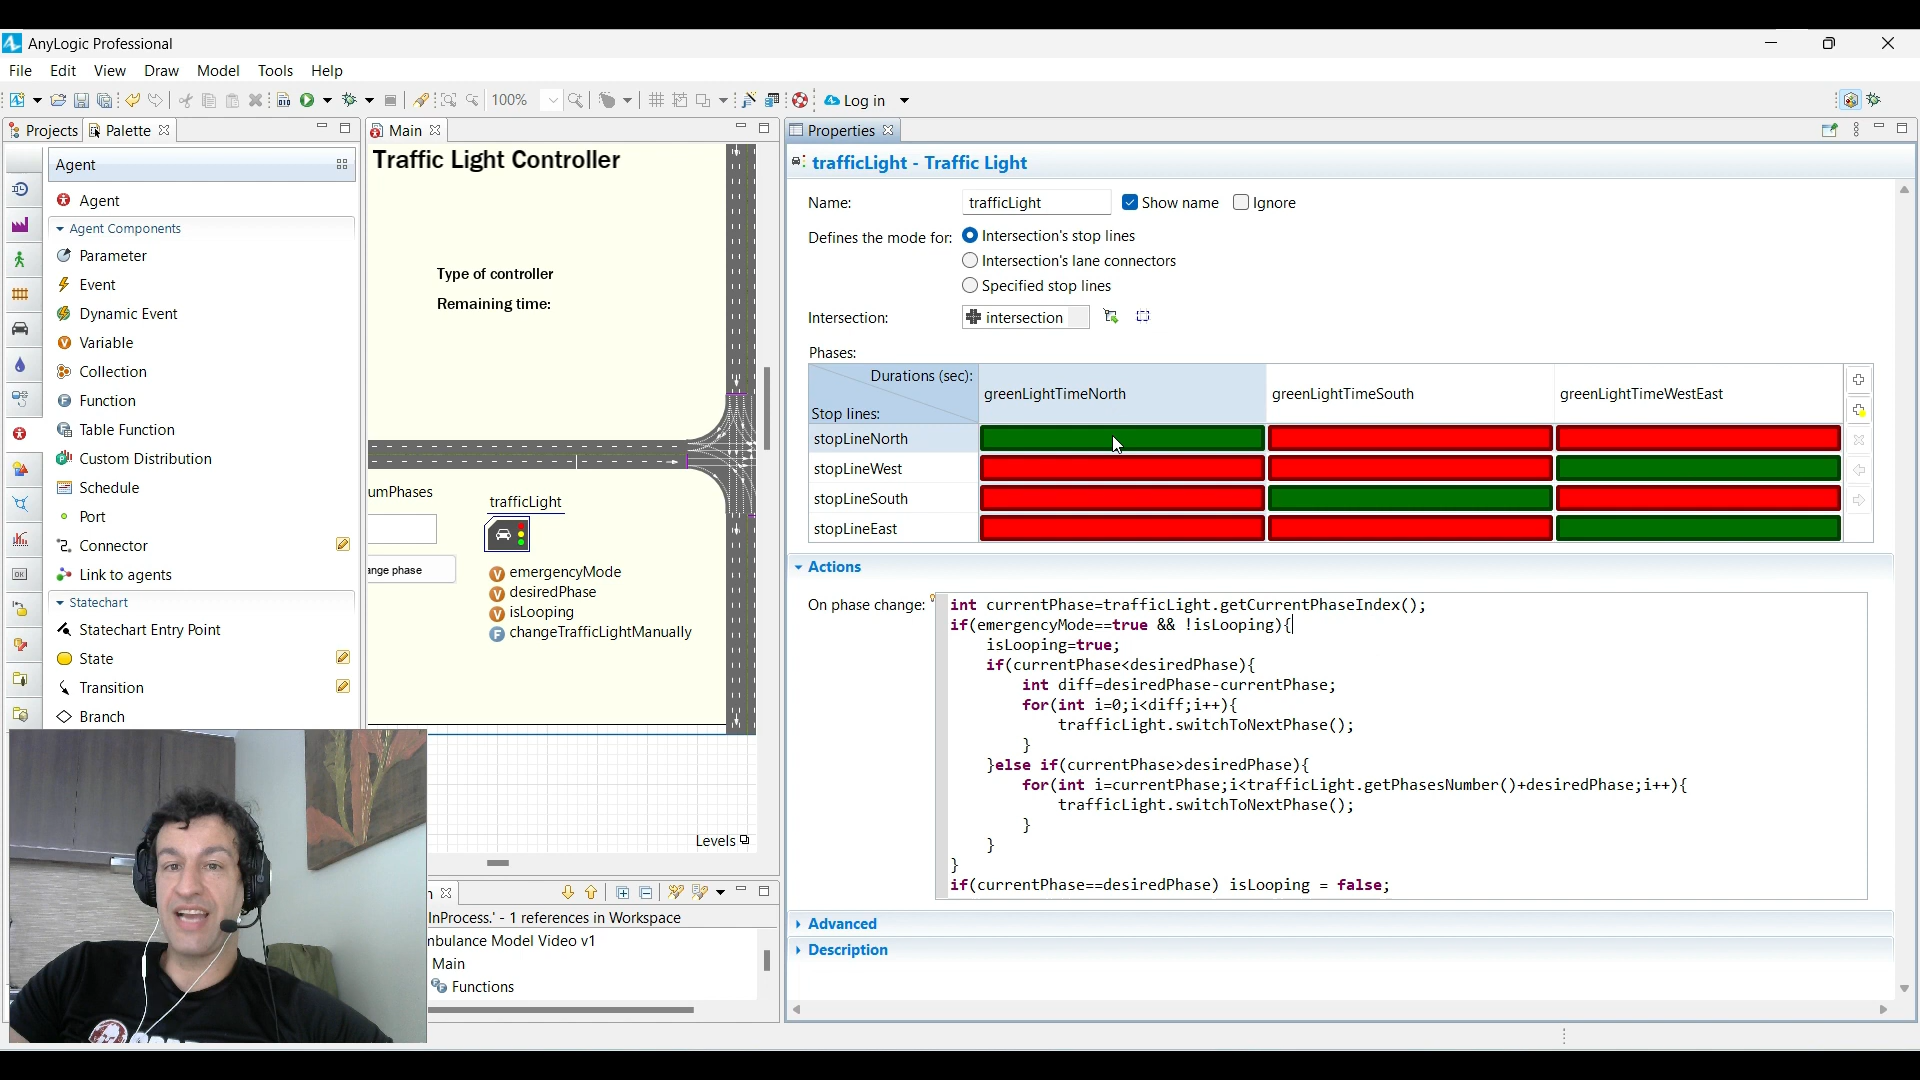 AnyLogic Professional
File Edit View Draw Model Tools Help
100%
Log in
Projects
Palette
Main
Properties
Agent
Agent
Agent Components
Parameter
Event
Dynamic Event
Variable
Collection
Function
Table Function
Custom Distribution
Schedule
Port
Connector
Link to agents
Statechart
Statechart Entry Point
State
Transition
Branch
Traffic Light Controller
Type of controller
Remaining time:
umPhases
trafficLight
ange phase
emergencyMode
desiredPhase
isLooping
changeTrafficLightManually
Levels
InProcess.' - 1 references in Workspace
mbulance Model Video v1
Main
Functions
trafficLight - Traffic Light
Name: trafficLight Show name Ignore
Defines the mode for: Intersection's stop lines
Intersection's lane connectors
Specified stop lines
Intersection: intersection
Phases:
Durations (sec):
Stop lines:
greenLightTimeNorth greenLightTimeSouth greenLightTimeWestEast
stopLineNorth
stopLineWest
stopLineSouth
stopLineEast
Actions
On phase change:
int currentPhase=trafficLight.getCurrentPhaseIndex();
if(emergencyMode==true && !isLooping){
isLooping=true;
if(currentPhase<desiredPhase){
int diff=desiredPhase-currentPhase;
for(int i=0;i<diff;i++){
trafficLight.switchToNextPhase();
}
}else if(currentPhase>desiredPhase){
for(int i=currentPhase;i<trafficLight.getPhasesNumber()+desiredPhase;i++){
trafficLight.switchToNextPhase();
}
}
}
if(currentPhase==desiredPhase) isLooping = false;
Advanced
Description